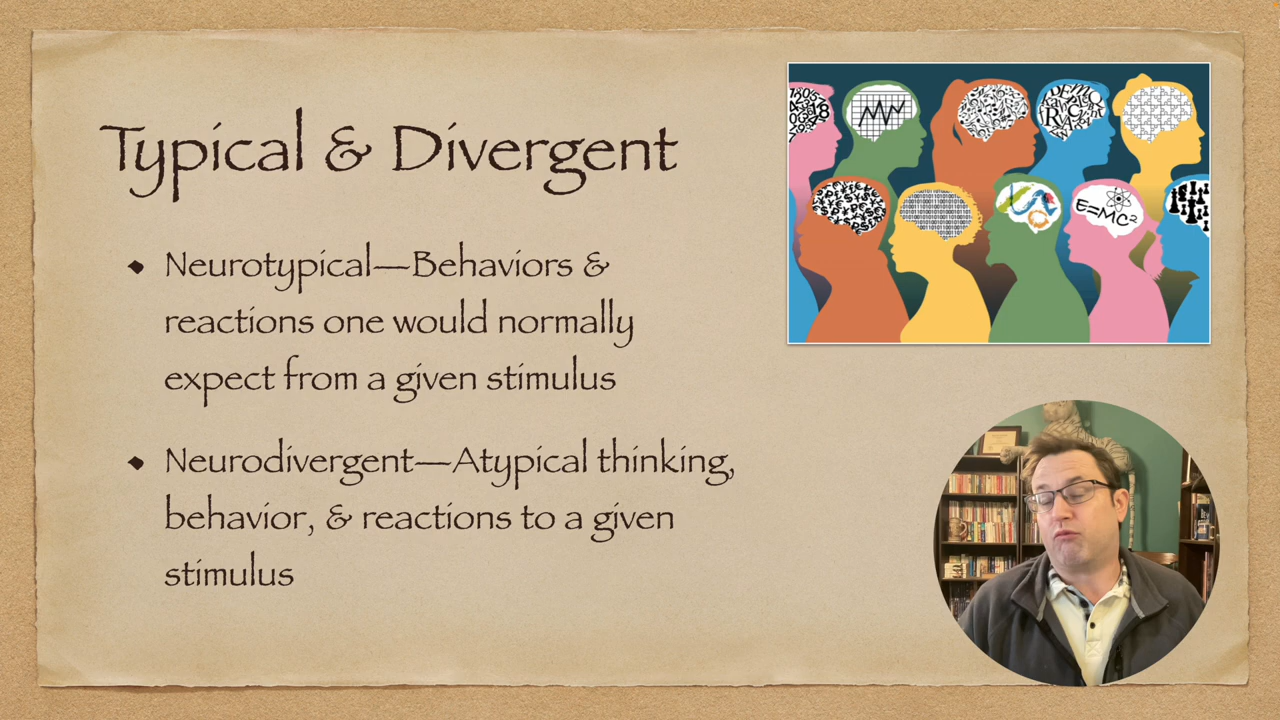 Typical & Divergent
Neurotypical—Behaviors &
reactions one would normally
expect from a given stimulus
Neurodivergent—Atypical thinking,
behavior, & reactions to a given
stimulus
E=MC²